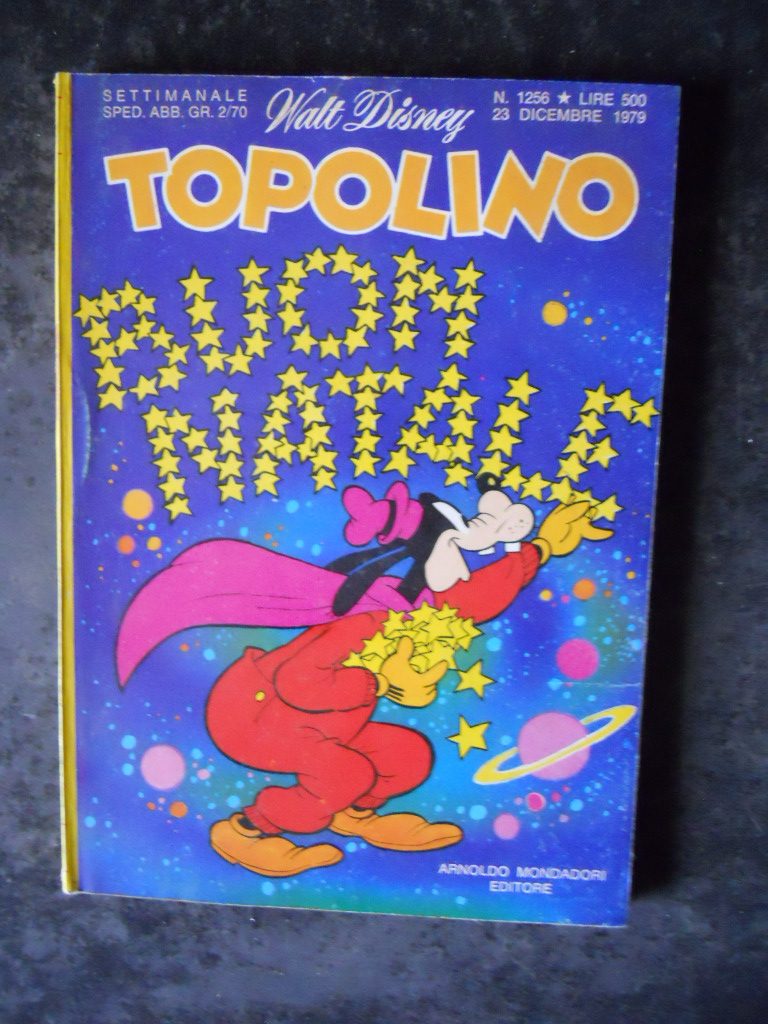 SETTIMANALE
SPED. ABB. GR. 2/70
Walt Disney
N. 1256 ★ LIRE 500
23 DICEMBRE 1979
TOPOLINO
BUON
NATALE
ARNOLDO MONDADORI
EDITORE